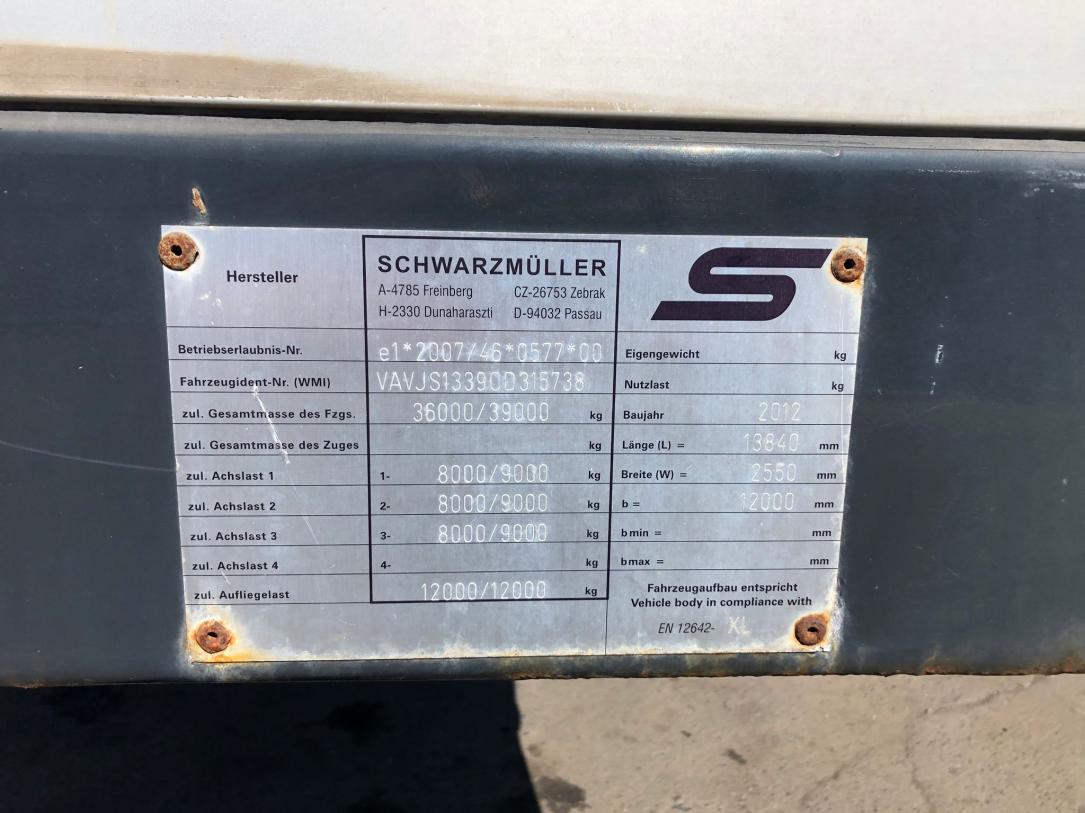 Hersteller
SCHWARZMÜLLER
A-4785 Freinberg CZ-26753 Zebrak
H-2330 Dunaharaszti D-94032 Passau
S
Betriebserlaubnis-Nr. e1*2007/46*0577*00 Eigengewicht kg
Fahrzeugident-Nr. (WMI) VAVJS1339CD315738 Nutzlast kg
zul. Gesamtmasse des Fzgs. 36000/39000 kg Baujahr 2012
zul. Gesamtmasse des Zuges kg Länge (L) = 13840 mm
zul. Achslast 1 1- 8000/9000 kg Breite (W) = 2550 mm
zul. Achslast 2 2- 8000/9000 kg b = 12000 mm
zul. Achslast 3 3- 8000/9000 kg bmin = mm
zul. Achslast 4 4- kg bmax = mm
zul. Aufliegelast 12000/12000 kg
Fahrzeugaufbau entspricht
Vehicle body in compliance with
EN 12642- XL